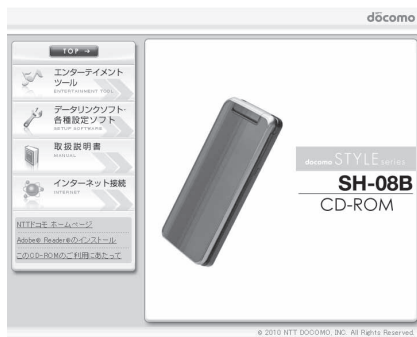 döcomo
TOP →
エンターテイメント
ツール
ENTERTAINMENT TOOL
データリンクソフト・
各種設定ソフト
SETUP SOFTWARE
取扱説明書
MANUAL
インターネット接続
INTERNET
NTTドコモ ホームページ
Adobe® Reader®のインストール
このCD-ROMのご利用にあたって
docomo STYLE series
SH-08B
CD-ROM
© 2010 NTT DOCOMO, INC. All Rights Reserved.